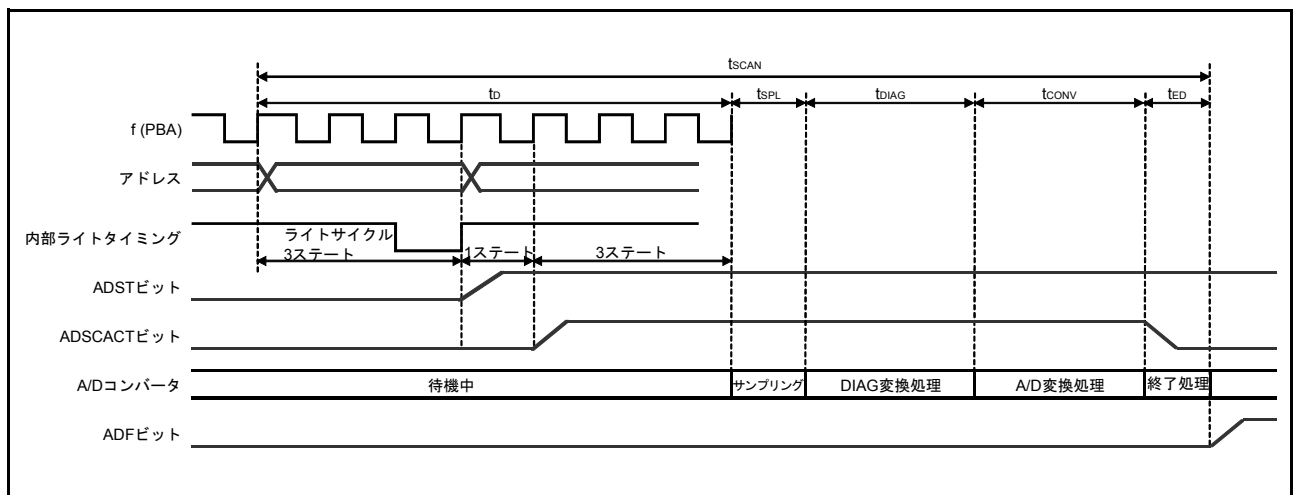 tSCAN
tD tSPL tDIAG tCONV tED
f (PBA)
アドレス
内部ライトタイミング
ライトサイクル
3ステート 1ステート 3ステート
ADSTビット
ADSCACTビット
A/Dコンバータ 待機中 サンプリング DIAG変換処理 A/D変換処理 終了処理
ADFビット